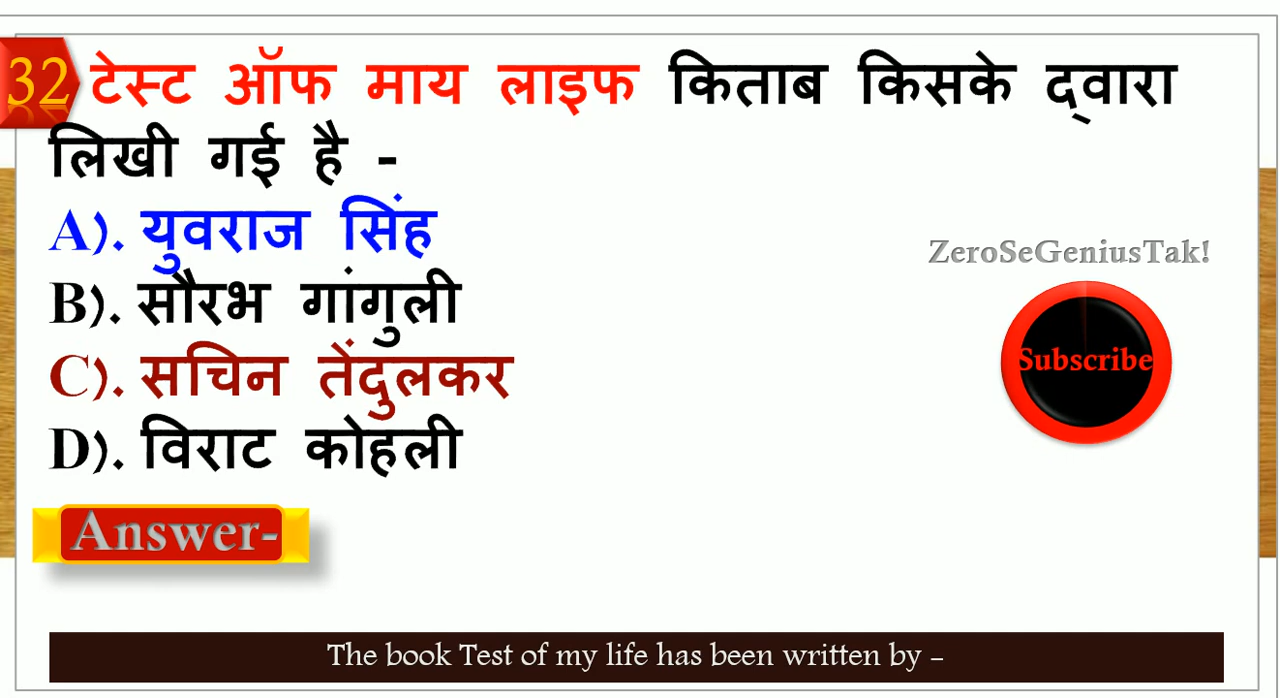 32 टेस्ट ऑफ माय लाइफ किताब किसके द्वारा
लिखी गई है -
A). युवराज सिंह
B). सौरभ गांगुली
C). सचिन तेंदुलकर
D). विराट कोहली
ZeroSeGeniusTak!
Subscribe
Answer-
The book Test of my life has been written by –